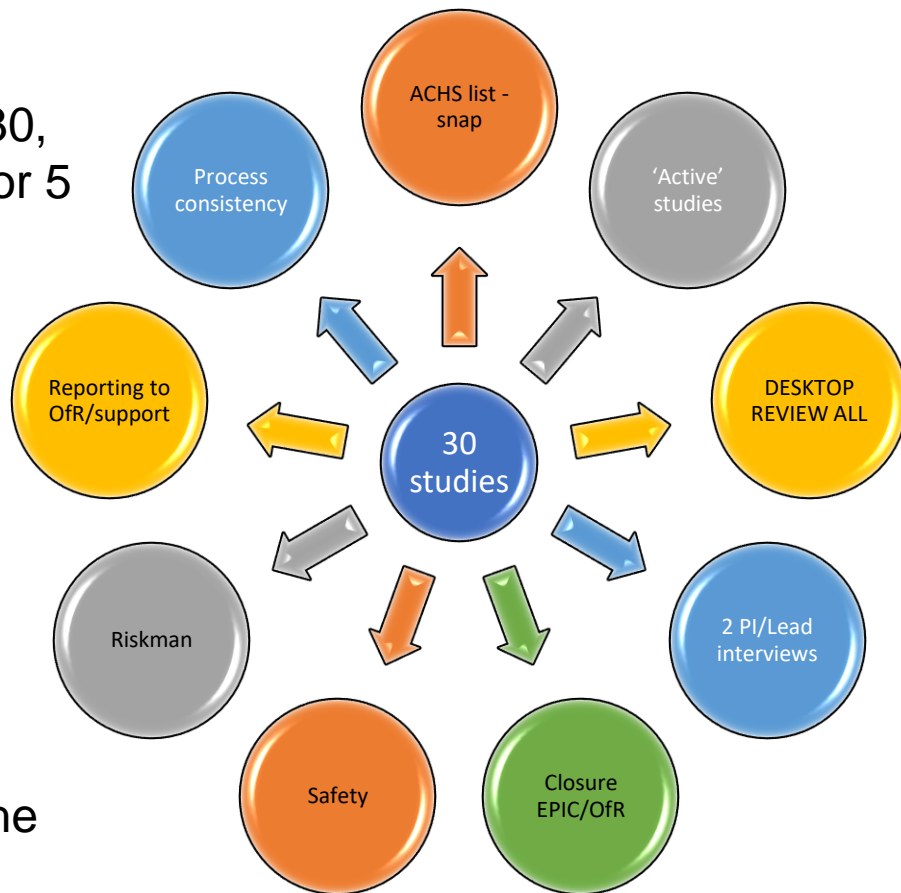 30,
or 5
ACHS list -
snap
'Active'
studies
DESKTOP
REVIEW ALL
2 PI/Lead
interviews
Closure
EPIC/OfR
Safety
Riskman
Reporting to
OfR/support
Process
consistency
30
studies